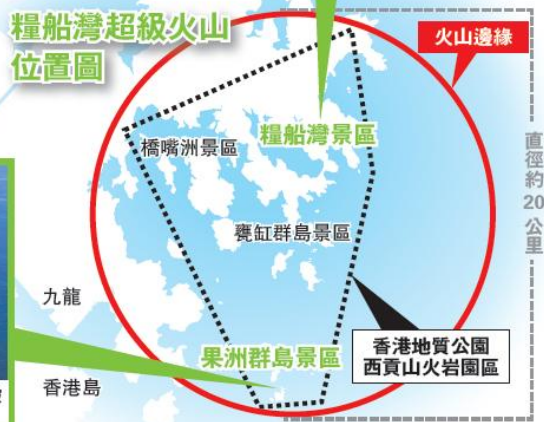 糧船灣超級火山
位置圖
火山邊緣
橋嘴洲景區
糧船灣景區
甕缸群島景區
直徑約20公里
九龍
香港地質公園
西貢山火岩園區
果洲群島景區
香港島